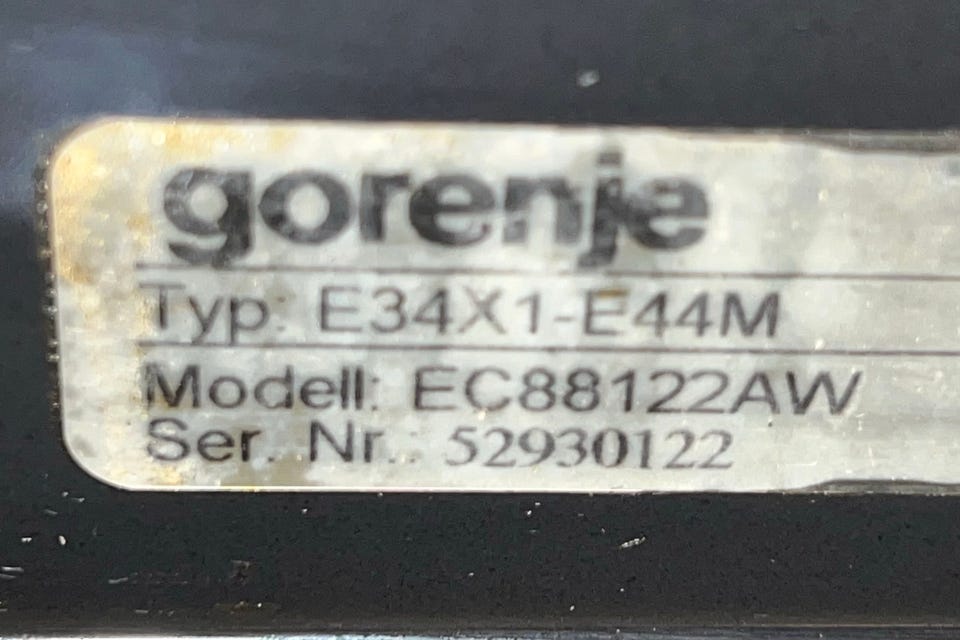 gorenje
Typ: E34X1-E44M
Modell: EC88122AW
Ser. Nr.: 52930122